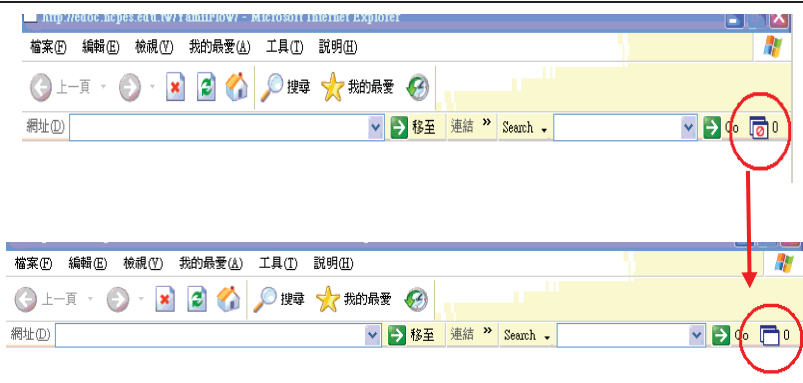 http://edoc.hcpes.edu.tw/YamiiFlow/ - Microsoft Internet Explorer
檔案(F) 編輯(E) 檢視(V) 我的最愛(A) 工具(T) 說明(H)
上一頁 搜尋 我的最愛
網址(D) 移至 連結 » Search Go 0
檔案(F) 編輯(E) 檢視(V) 我的最愛(A) 工具(T) 說明(H)
上一頁 搜尋 我的最愛
網址(D) 移至 連結 » Search Go 0